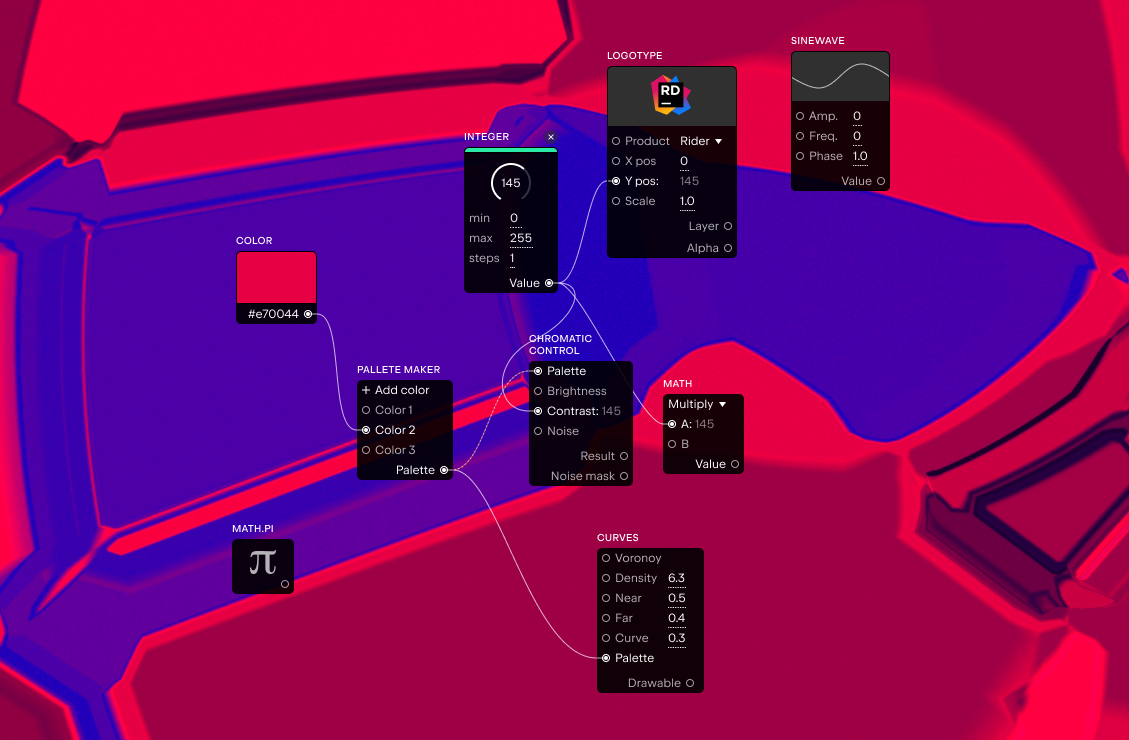 SINEWAVE
Amp. 0
Freq. 0
Phase 1.0
Value
LOGOTYPE
RD
Product Rider
X pos 0
Y pos: 145
Scale 1.0
Layer
Alpha
INTEGER ×
145
min 0
max 255
steps 1
Value
COLOR
#e70044
PALLETE MAKER
+ Add color
Color 1
Color 2
Color 3
Palette
CHROMATIC
CONTROL
Palette
Brightness
Contrast: 145
Noise
Result
Noise mask
MATH
Multiply
A: 145
B
Value
MATH.PI
π
CURVES
Voronoy
Density 6.3
Near 0.5
Far 0.4
Curve 0.3
Palette
Drawable